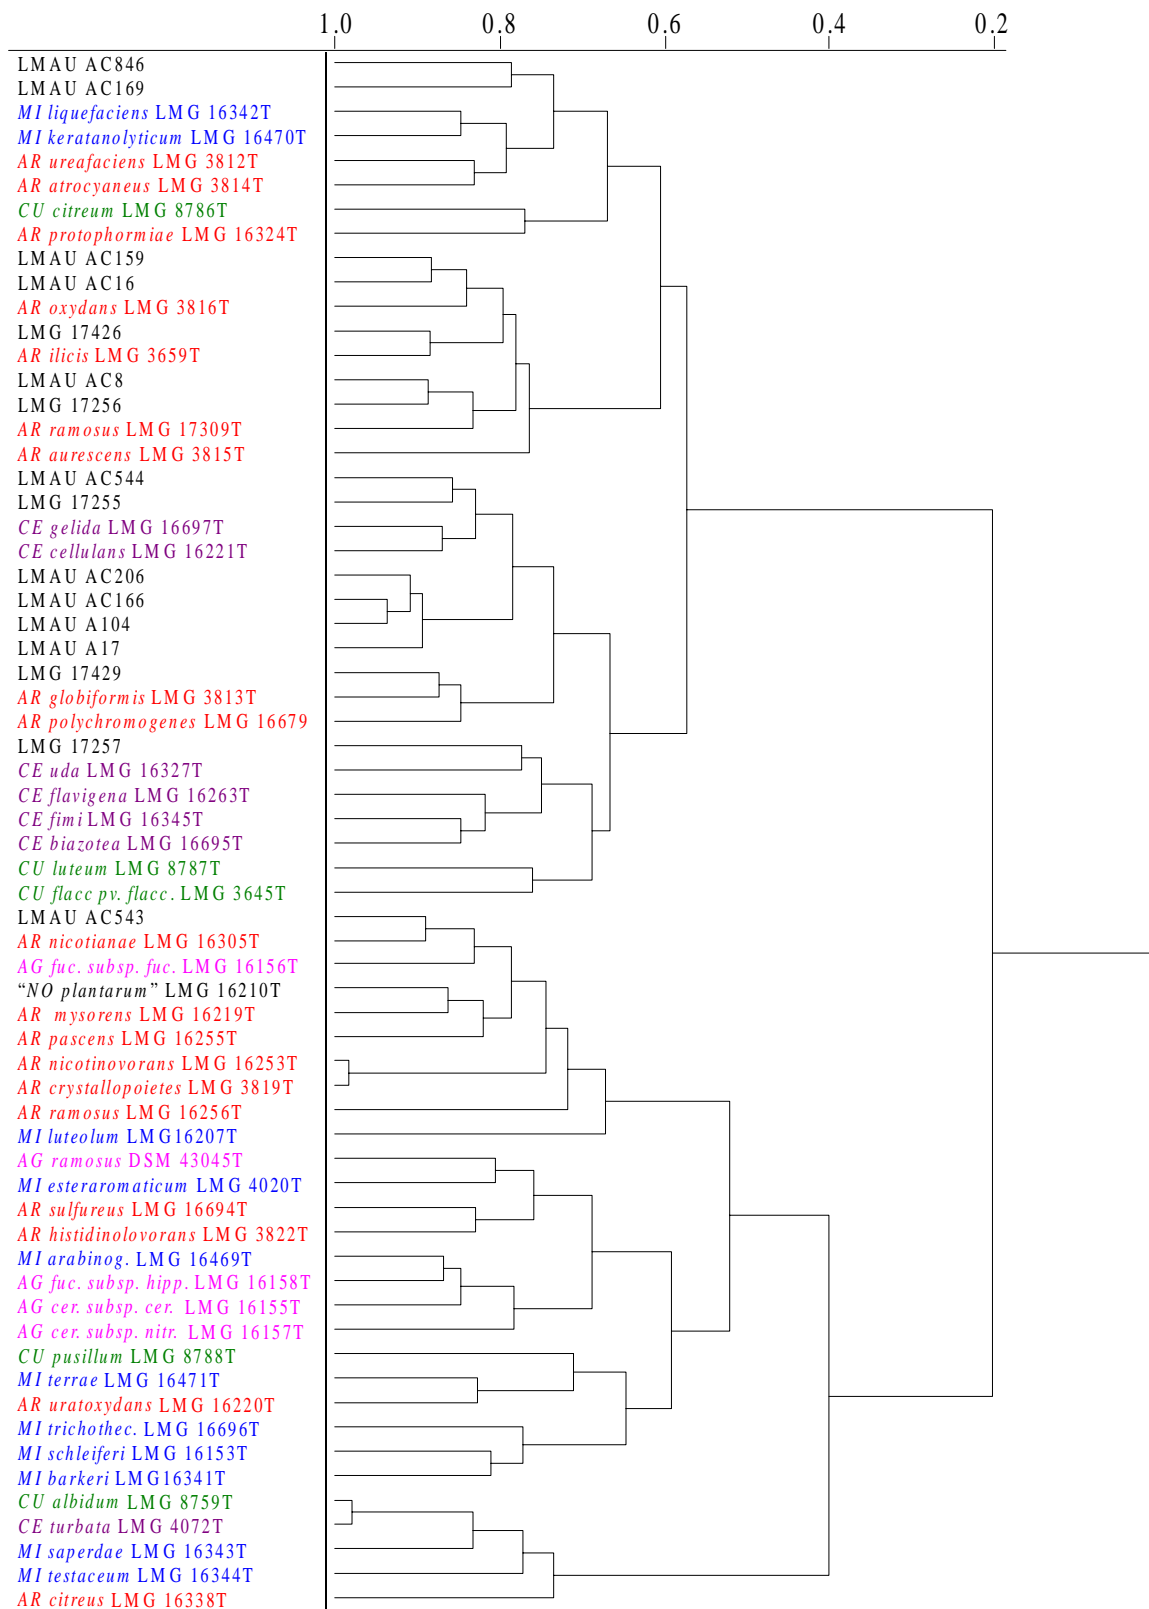 1.0 0.8 0.6 0.4 0.2
LMAU AC846
LMAU AC169
MI liquefaciens LMG 16342T
MI keratanolyticum LMG 16470T
AR ureafaciens LMG 3812T
AR atrocyaneus LMG 3814T
CU citreum LMG 8786T
AR protophormiae LMG 16324T
LMAU AC159
LMAU AC16
AR oxydans LMG 3816T
LMG 17426
AR ilicis LMG 3659T
LMAU AC8
LMG 17256
AR ramosus LMG 17309T
AR aurescens LMG 3815T
LMAU AC544
LMG 17255
CE gelida LMG 16697T
CE cellulans LMG 16221T
LMAU AC206
LMAU AC166
LMAU A104
LMAU A17
LMG 17429
AR globiformis LMG 3813T
AR polychromogenes LMG 16679
LMG 17257
CE uda LMG 16327T
CE flavigena LMG 16263T
CE fimi LMG 16345T
CE biazotea LMG 16695T
CU luteum LMG 8787T
CU flacc pv. flacc. LMG 3645T
LMAU AC543
AR nicotianae LMG 16305T
AG fuc. subsp. fuc. LMG 16156T
“NO plantarum” LMG 16210T
AR mysorens LMG 16219T
AR pascens LMG 16255T
AR nicotinovorans LMG 16253T
AR crystallopoietes LMG 3819T
AR ramosus LMG 16256T
MI luteolum LMG16207T
AG ramosus DSM 43045T
MI esteraromaticum LMG 4020T
AR sulfureus LMG 16694T
AR histidinolovorans LMG 3822T
MI arabinog. LMG 16469T
AG fuc. subsp. hipp. LMG 16158T
AG cer. subsp. cer. LMG 16155T
AG cer. subsp. nitr. LMG 16157T
CU pusillum LMG 8788T
MI terrae LMG 16471T
AR uratoxydans LMG 16220T
MI trichothec. LMG 16696T
MI schleiferi LMG 16153T
MI barkeri LMG16341T
CU albidum LMG 8759T
CE turbata LMG 4072T
MI saperdae LMG 16343T
MI testaceum LMG 16344T
AR citreus LMG 16338T